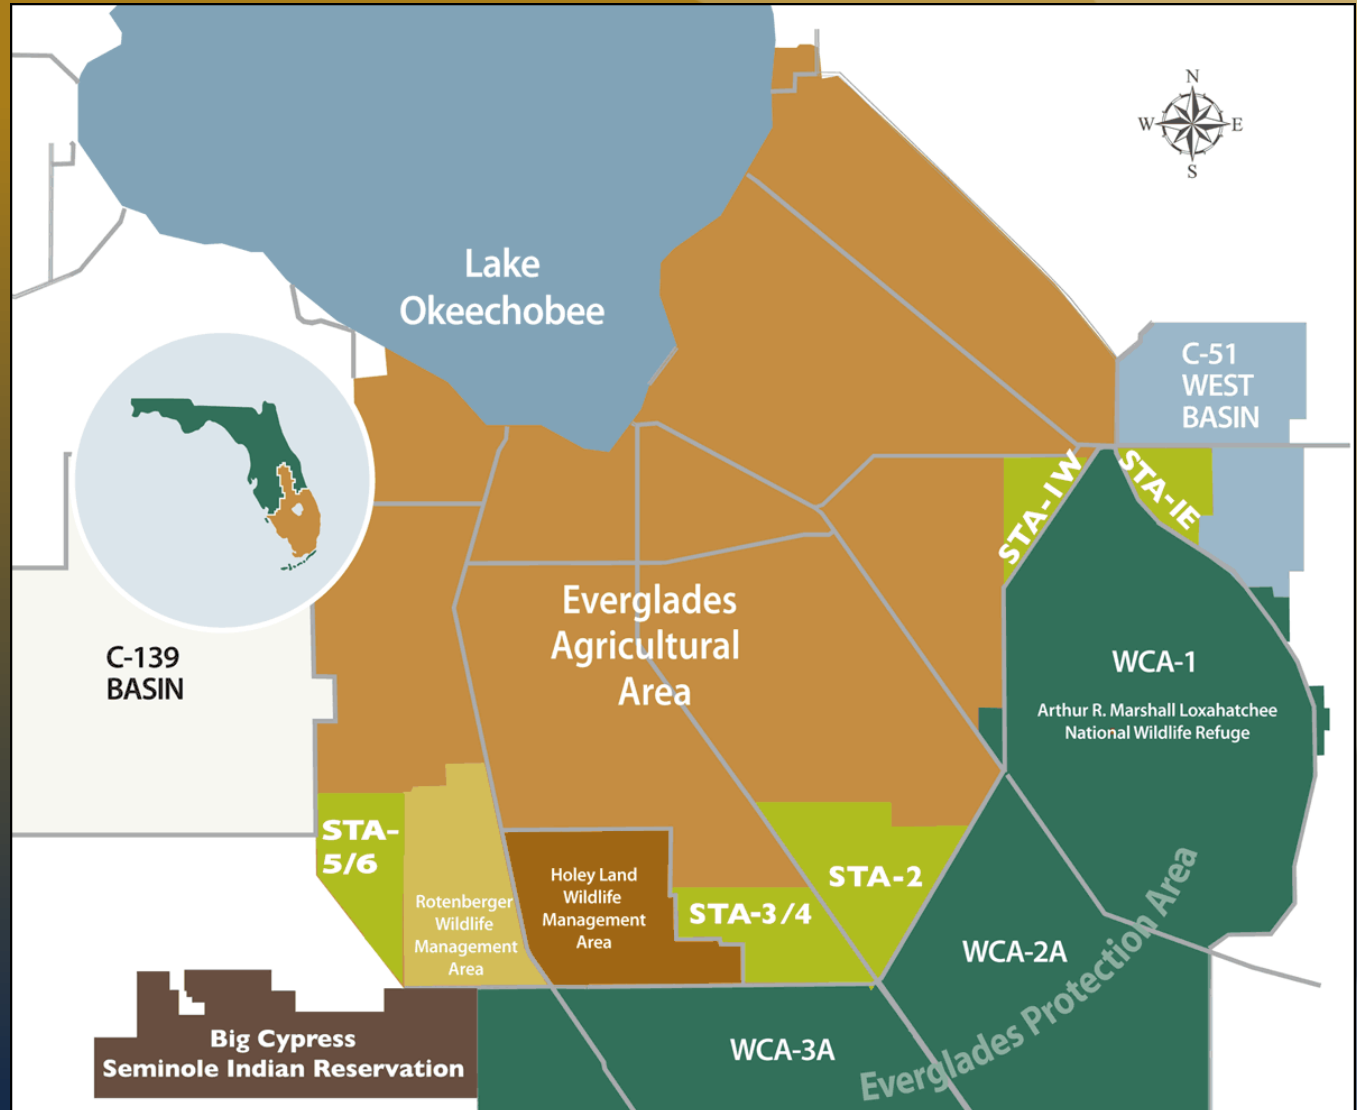 N
W E
S
Lake
Okeechobee
C-51
WEST
BASIN
STA-1W
STA-IE
Everglades
Agricultural
Area
C-139
BASIN
WCA-1
Arthur R. Marshall Loxahatchee
National Wildlife Refuge
STA-
5/6
Rotenberger
Wildlife
Management
Area
Holey Land
Wildlife
Management
Area
STA-3/4
STA-2
WCA-2A
Everglades Protection Area
Big Cypress
Seminole Indian Reservation
WCA-3A